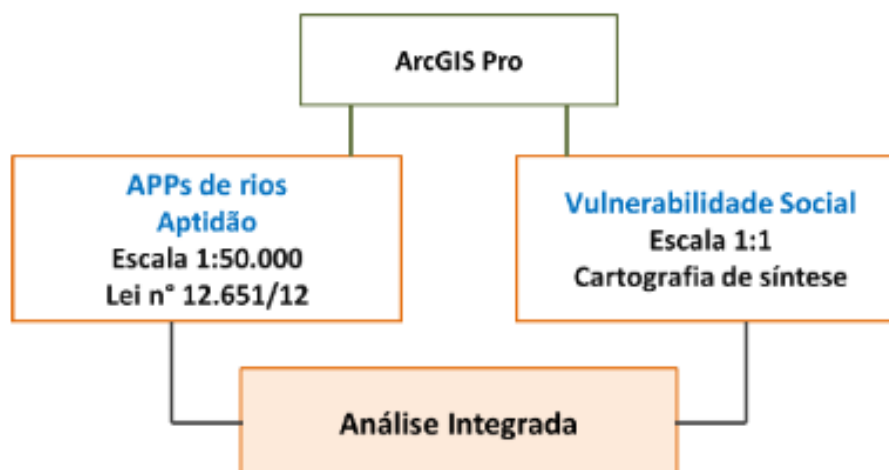 ArcGIS Pro
APPs de rios
Aptidão
Escala 1:50.000
Lei n° 12.651/12
Vulnerabilidade Social
Escala 1:1
Cartografia de síntese
Análise Integrada